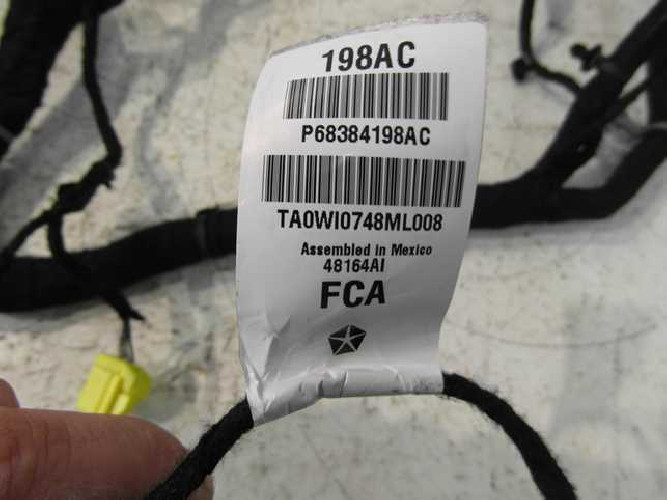 198AC
P68384198AC
TA0WI0748ML008
Assembled in Mexico
48164AI
FCA